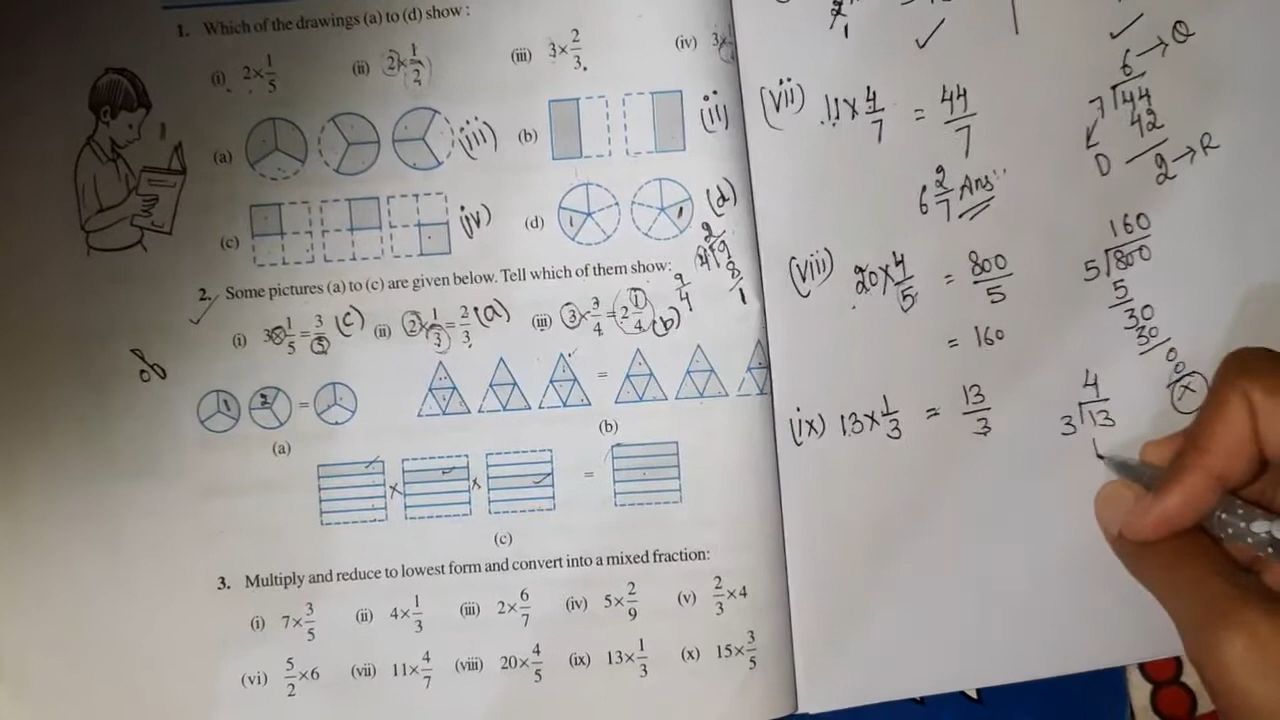 1. Which of the drawings (a) to (d) show :
(i) 2×1/5 (ii) 2×1/2 (iii) 3×2/3 (iv) 3×
(a) (iii) (b) (ii)
(c) (iv) (d) (d)
2. Some pictures (a) to (c) are given below. Tell which of them show:
(i) 3×1/5 = 3/5 (c) (ii) 2×1/3 = 2/3 (a) (iii) 3×3/4 = 2 1/4 (b)
9/4
4)9
2
8
1
1 2 =
=
(a)
(b)
× × =
(c)
3. Multiply and reduce to lowest form and convert into a mixed fraction:
(i) 7×3/5 (ii) 4×1/3 (iii) 2×6/7 (iv) 5×2/9 (v) 2/3×4
(vi) 5/2×6 (vii) 11×4/7 (viii) 20×4/5 (ix) 13×1/3 (x) 15×3/5
(vii) 11×4/7 = 44/7
6 2/7 Ans:
6→Q
7)44
42
D
2→R
(viii) 20×4/5 = 800/5
= 160
160
5)800
5
30
30
00
×
(ix) 13×1/3 = 13/3
4
3)13